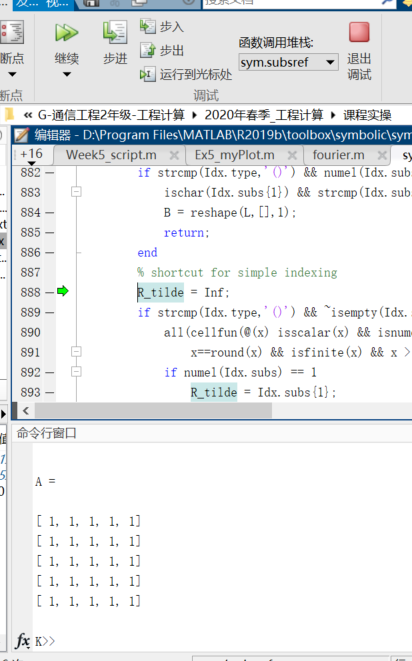 发... 视...
搜索文档
断点
继续
步进
步入
步出
运行到光标处
函数调用堆栈:
sym.subsref
退出
调试
断点
调试
« G-通信工程2年级-工程计算 ▸ 2020年春季_工程计算 ▸ 课程实操
编辑器 - D:\Program Files\MATLAB\R2019b\toolbox\symbolic\sym
+16 Week5_script.m Ex5_myPlot.m fourier.m sy
882 if strcmp(Idx.type,'()') && numel(Idx.sub
883 ischar(Idx.subs{1}) && strcmp(Idx.sub
884 B = reshape(L,[],1);
885 return;
886 end
887 % shortcut for simple indexing
888 R_tilde = Inf;
889 if strcmp(Idx.type,'()') && ~isempty(Idx.
890 all(cellfun(@(x) isscalar(x) && isnume
891 x==round(x) && isfinite(x) && x >
892 if numel(Idx.subs) == 1
893 R_tilde = Idx.subs{1};
命令行窗口
A =
[ 1, 1, 1, 1, 1]
[ 1, 1, 1, 1, 1]
[ 1, 1, 1, 1, 1]
[ 1, 1, 1, 1, 1]
[ 1, 1, 1, 1, 1]
fx K>>